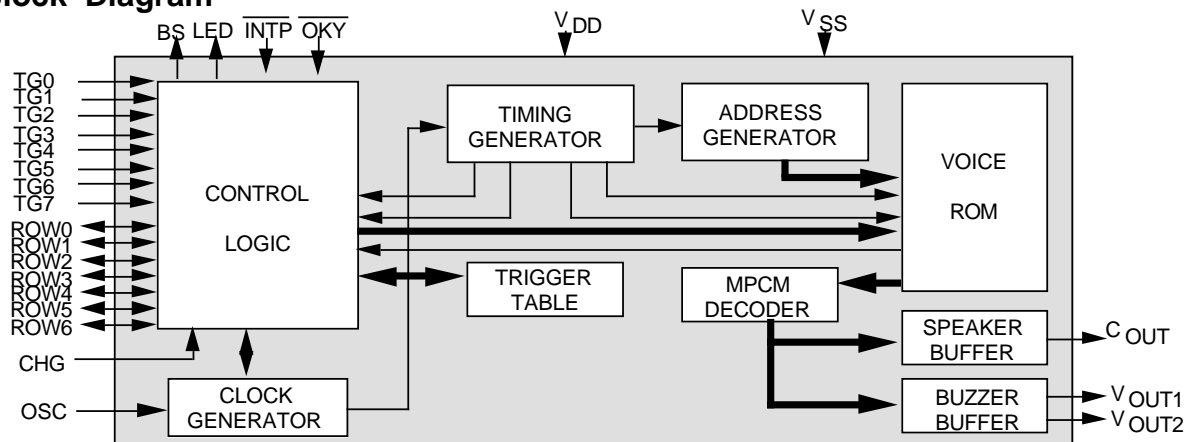 Block Diagram
BS LED INTP OKY VDD VSS
TG0
TG1
TG2
TG3
TG4
TG5
TG6
TG7
ROW0
ROW1
ROW2
ROW3
ROW4
ROW5
ROW6
CHG
OSC
CONTROL
LOGIC
CLOCK
GENERATOR
TIMING
GENERATOR
ADDRESS
GENERATOR
VOICE
ROM
TRIGGER
TABLE
MPCM
DECODER
SPEAKER
BUFFER
BUZZER
BUFFER
COUT
VOUT1
VOUT2